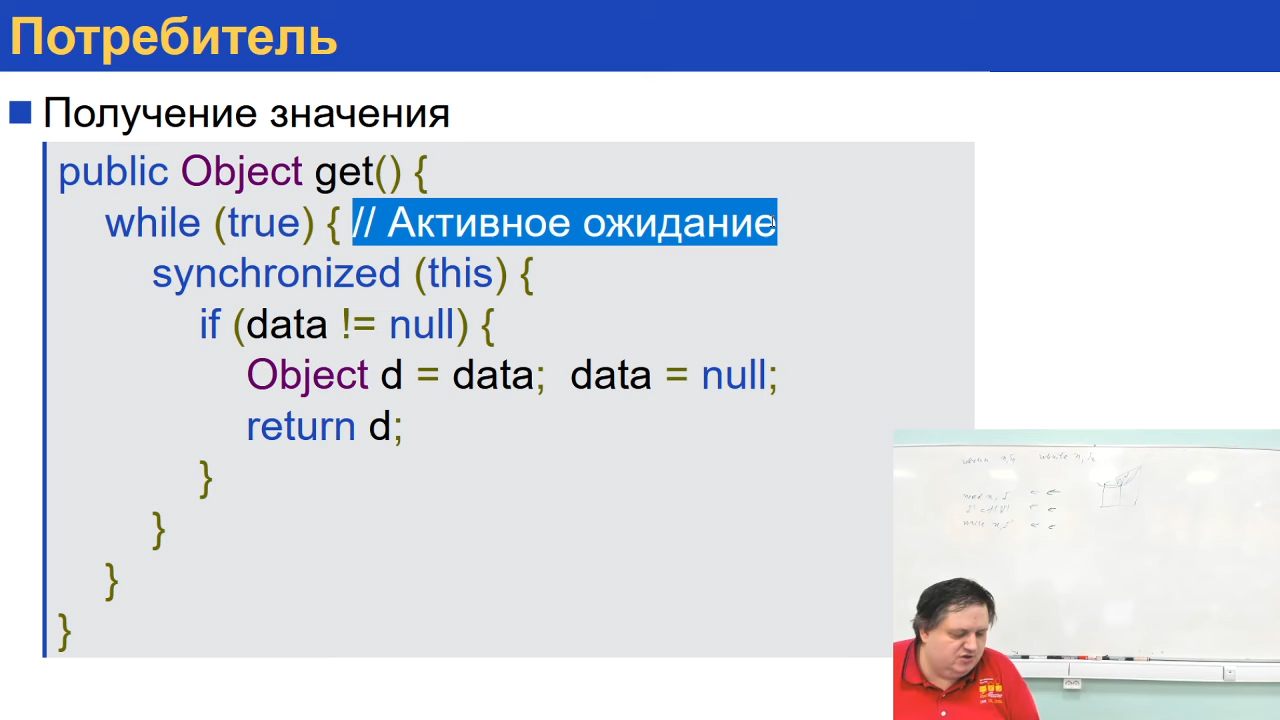 Потребитель
Получение значения
public Object get() {
while (true) { // Активное ожидание
synchronized (this) {
if (data != null) {
Object d = data; data = null;
return d;
}
}
}
}